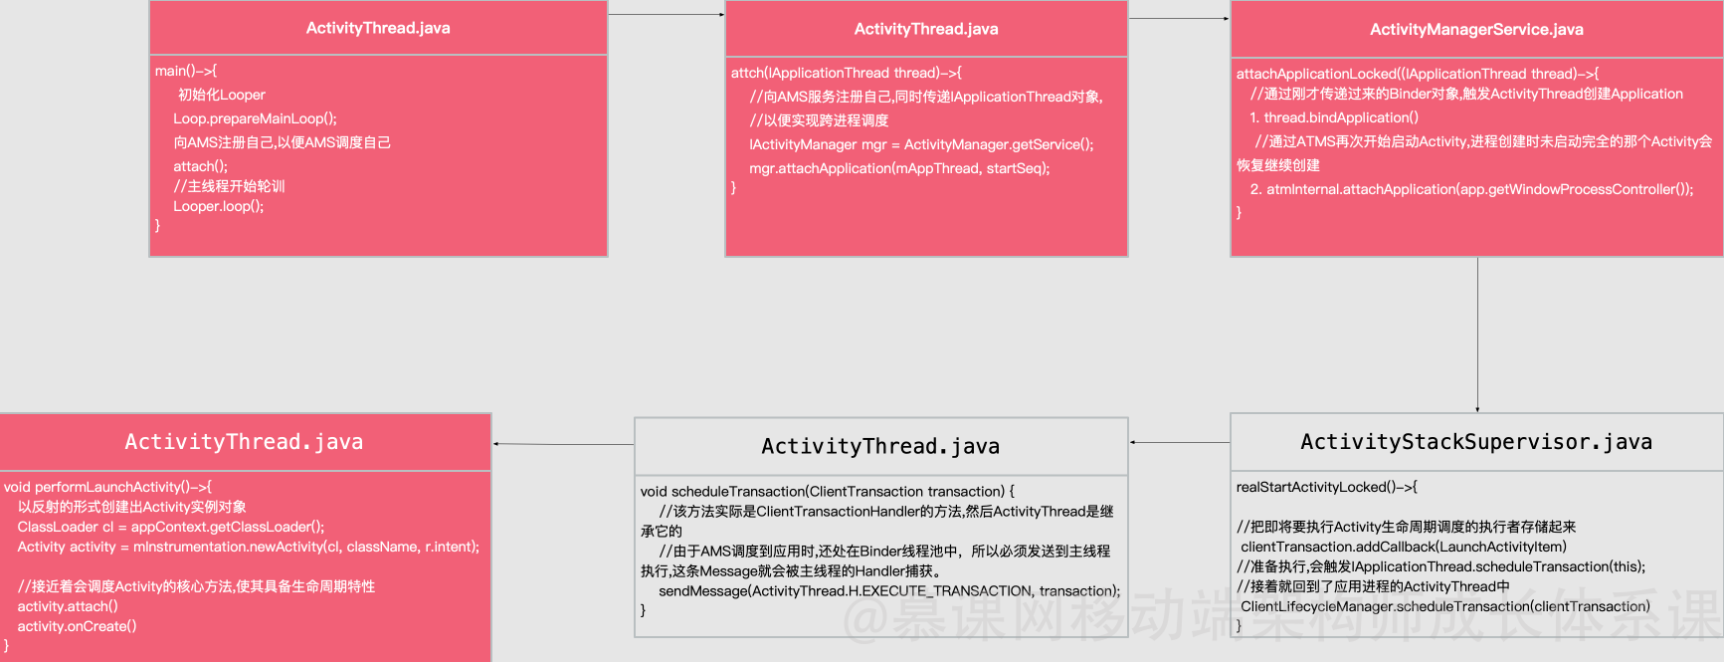 ActivityThread.java
main()->{
初始化Looper
Loop.prepareMainLoop();
向AMS注册自己,以便AMS调度自己
attach();
//主线程开始轮训
Looper.loop();
}
ActivityThread.java
attch(IApplicationThread thread)->{
//向AMS服务注册自己,同时传递IApplicationThread对象,
//以便实现跨进程调度
IActivityManager mgr = ActivityManager.getService();
mgr.attachApplication(mAppThread, startSeq);
}
ActivityManagerService.java
attachApplicationLocked((IApplicationThread thread)->{
//通过刚才传递过来的Binder对象,触发ActivityThread创建Application
1. thread.bindApplication()
//通过ATMS再次开始启动Activity,进程创建时未启动完全的那个Activity会
恢复继续创建
2. atmInternal.attachApplication(app.getWindowProcessController());
}
ActivityStackSupervisor.java
realStartActivityLocked()->{
//把即将要执行Activity生命周期调度的执行者存储起来
clientTransaction.addCallback(LaunchActivityItem)
//准备执行,会触发IApplicationThread.scheduleTransaction(this);
//接着就回到了应用进程的ActivityThread中
ClientLifecycleManager.scheduleTransaction(clientTransaction)
}
ActivityThread.java
void scheduleTransaction(ClientTransaction transaction) {
//该方法实际是ClientTransactionHandler的方法,然后ActivityThread是继
承它的
//由于AMS调度到应用时,还处在Binder线程池中，所以必须发送到主线程
执行,这条Message就会被主线程的Handler捕获。
sendMessage(ActivityThread.H.EXECUTE_TRANSACTION, transaction);
}
ActivityThread.java
void performLaunchActivity()->{
以反射的形式创建出Activity实例对象
ClassLoader cl = appContext.getClassLoader();
Activity activity = mInstrumentation.newActivity(cl, className, r.intent);
//接近着会调度Activity的核心方法,使其具备生命周期特性
activity.attach()
activity.onCreate()
}
@慕课网移动端架构师成长体系课